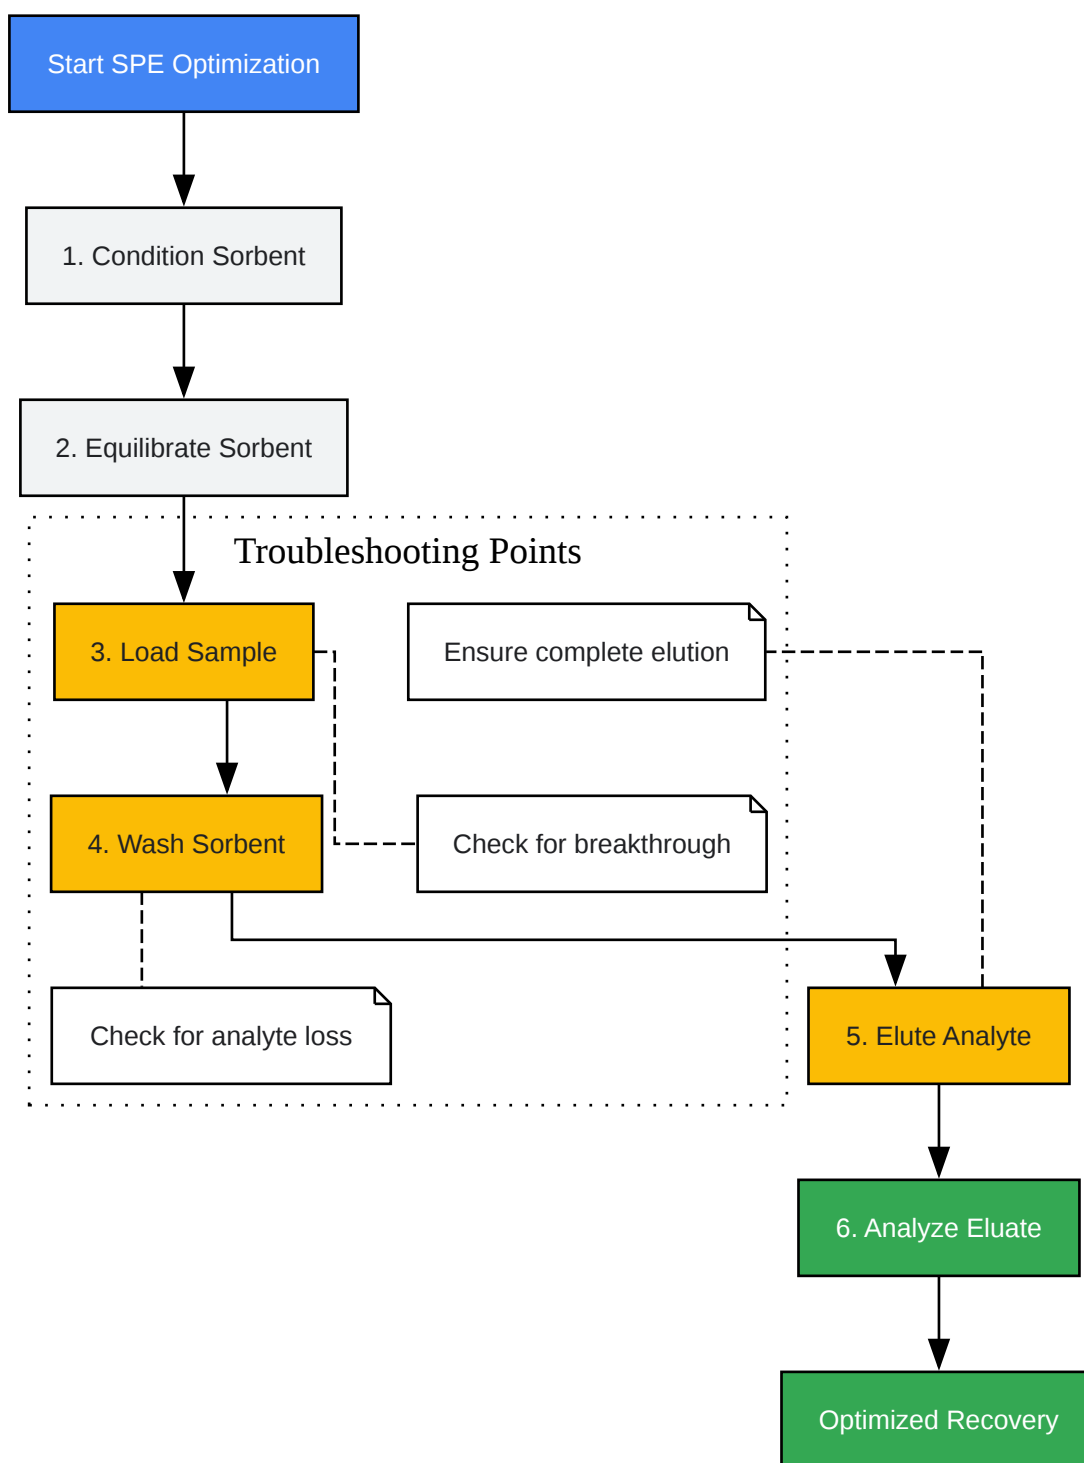 Start SPE Optimization
1. Condition Sorbent
2. Equilibrate Sorbent
Troubleshooting Points
3. Load Sample
Ensure complete elution
4. Wash Sorbent
Check for breakthrough
Check for analyte loss
5. Elute Analyte
6. Analyze Eluate
Optimized Recovery